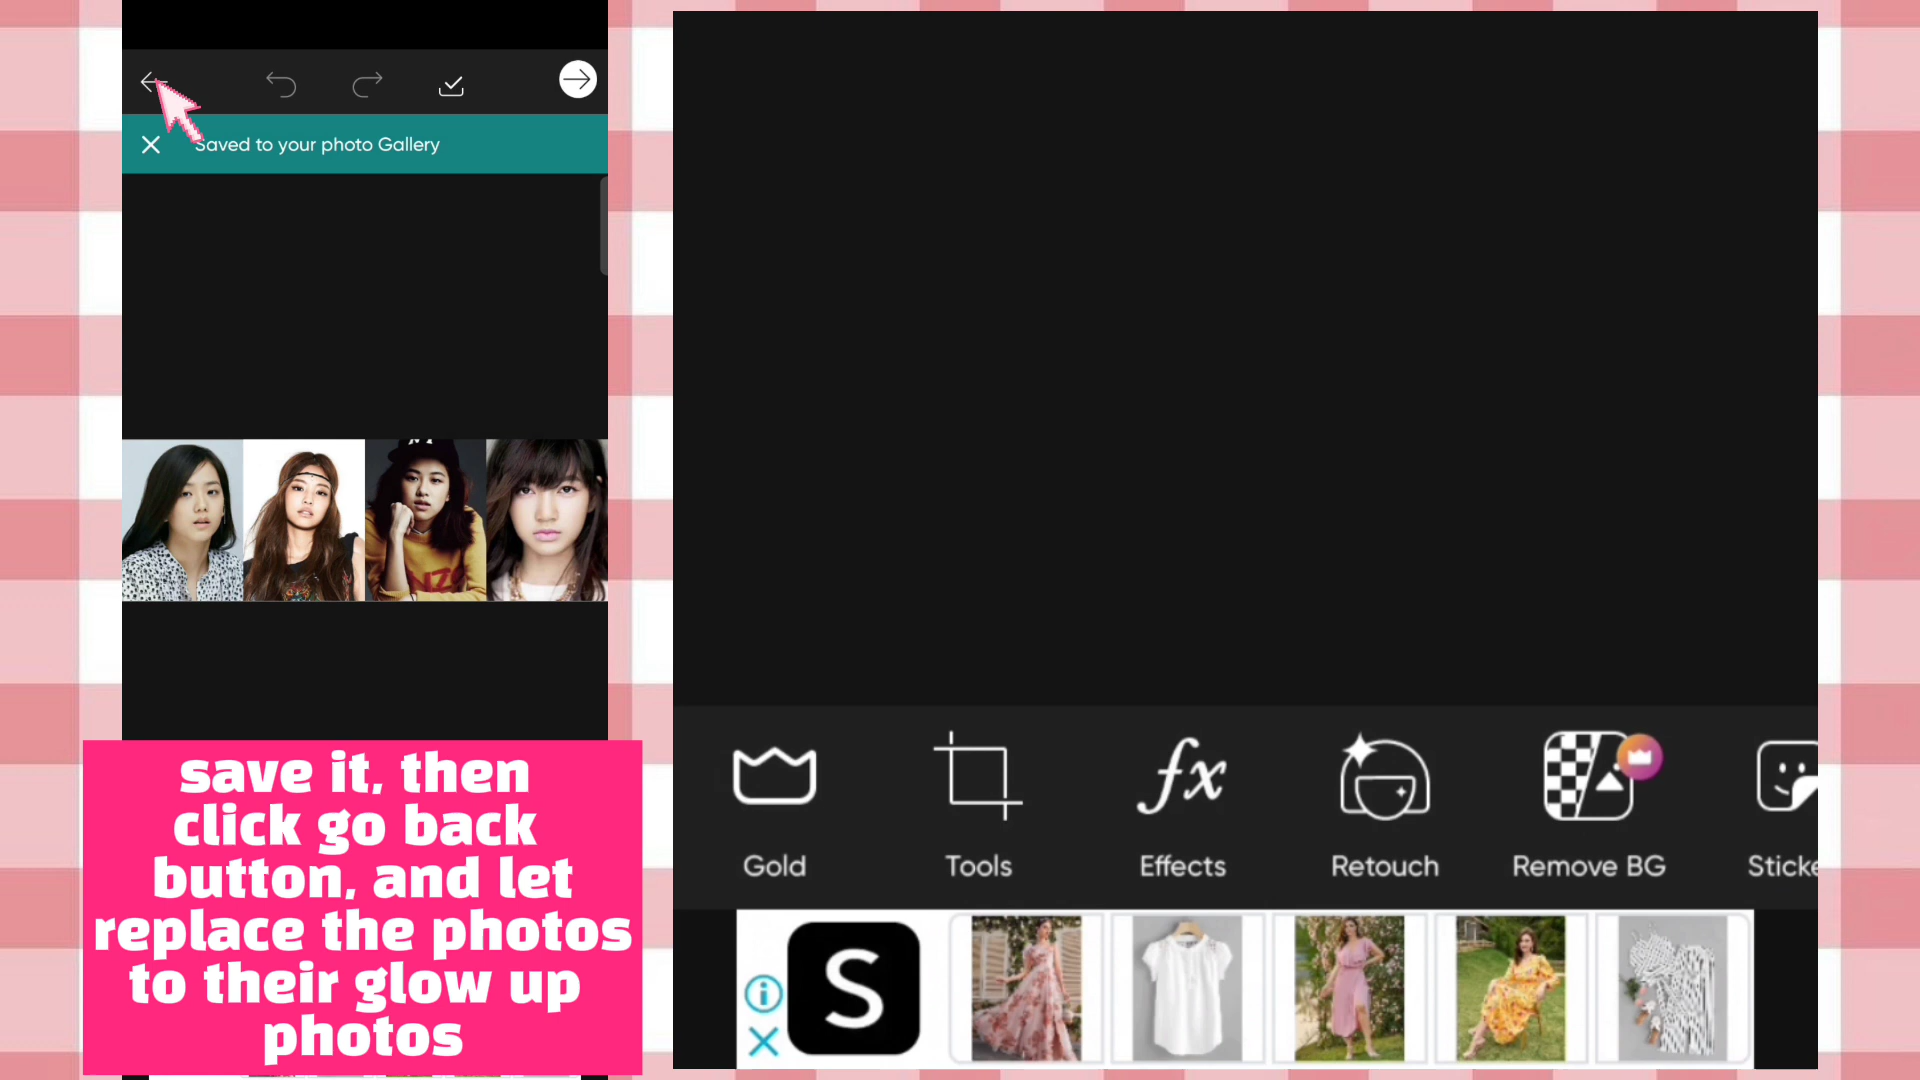 Saved to your photo Gallery
save it, then
click go back
button, and let
replace the photos
to their glow up
photos
Gold
Tools
Effects
Retouch
Remove BG
Sticke
S